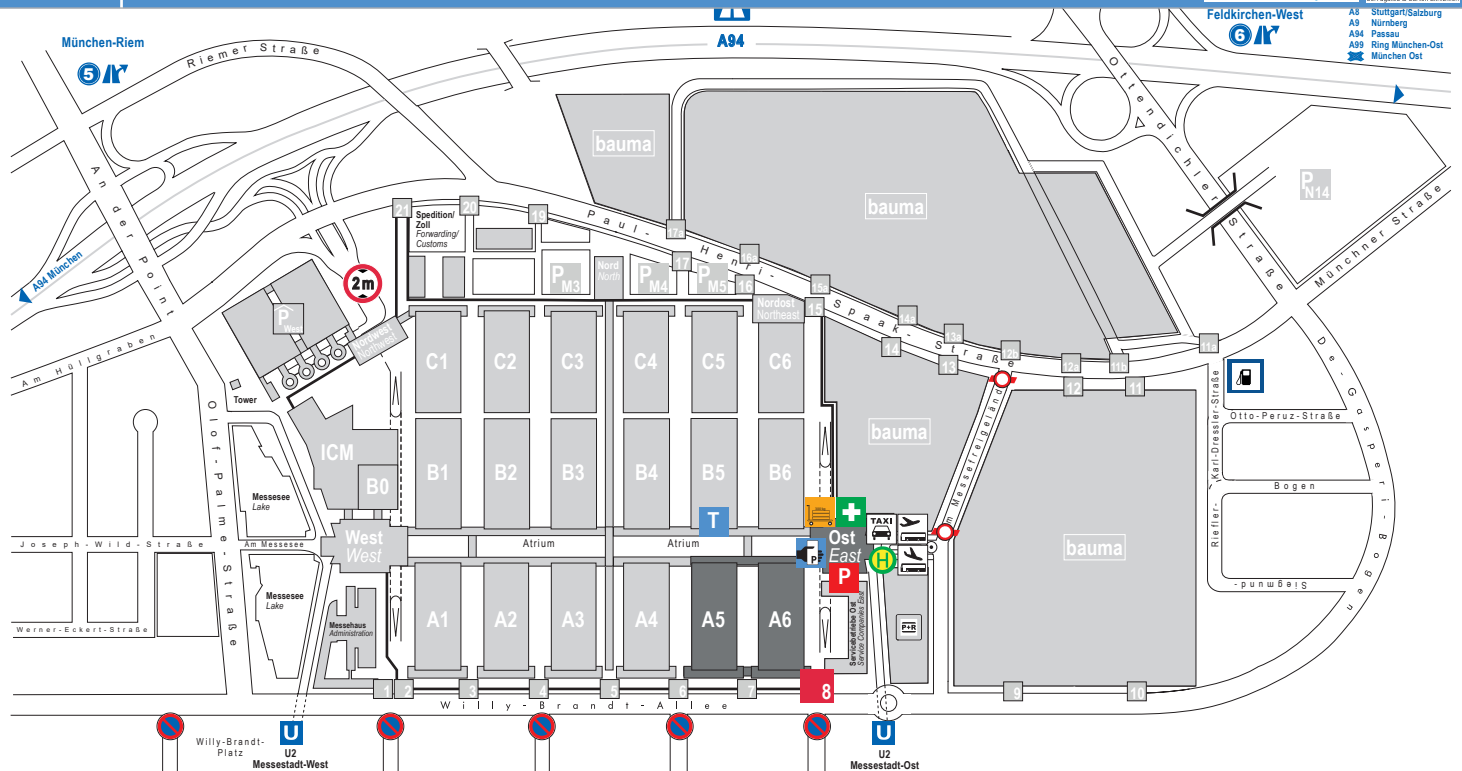 A94
München-Riem
5
Riemer Straße
Feldkirchen-West
6
A8 Stuttgart/Salzburg
A9 Nürnberg
A94 Passau
A99 Ring München-Ost
München Ost
Ottendichler Straße
An der Point
A94 München
bauma
bauma
P N14
Münchner Straße
21
20
19
Spedition/
Zoll
Forwarding/
Customs
Paul-Henri-Spaak-Straße
17a
16a
15a
14a
13a
12b
12a
11b
11a
2m
P West
Nordwest
Northwest
P M3
Nord
North
P M4
17
P M5
16
Nordost
Northeast
15
14
13
12
11
Am Hüllgraben
Tower
Olof-Palme-Straße
C1
C2
C3
C4
C5
C6
bauma
Am Messefreigelände
Karl-Dressler-Straße
Otto-Peruz-Straße
De-Gasperi-Bogen
ICM
B0
B1
B2
B3
B4
B5
B6
Bogen
Riefler-
Siegmund-
Messesee
Lake
T
TAXI
Joseph-Wild-Straße
Am Messesee
West
West
Atrium
Atrium
P
Ost
East
H
bauma
P
Messesee
Lake
Werner-Eckert-Straße
Messehaus
Administration
A1
A2
A3
A4
A5
A6
Servicebetriebe Ost
Service Companies East
P+R
1
2
3
4
5
6
7
8
9
10
Willy-Brandt-Allee
Willy-Brandt-
Platz
U
U2
Messestadt-West
U
U2
Messestadt-Ost